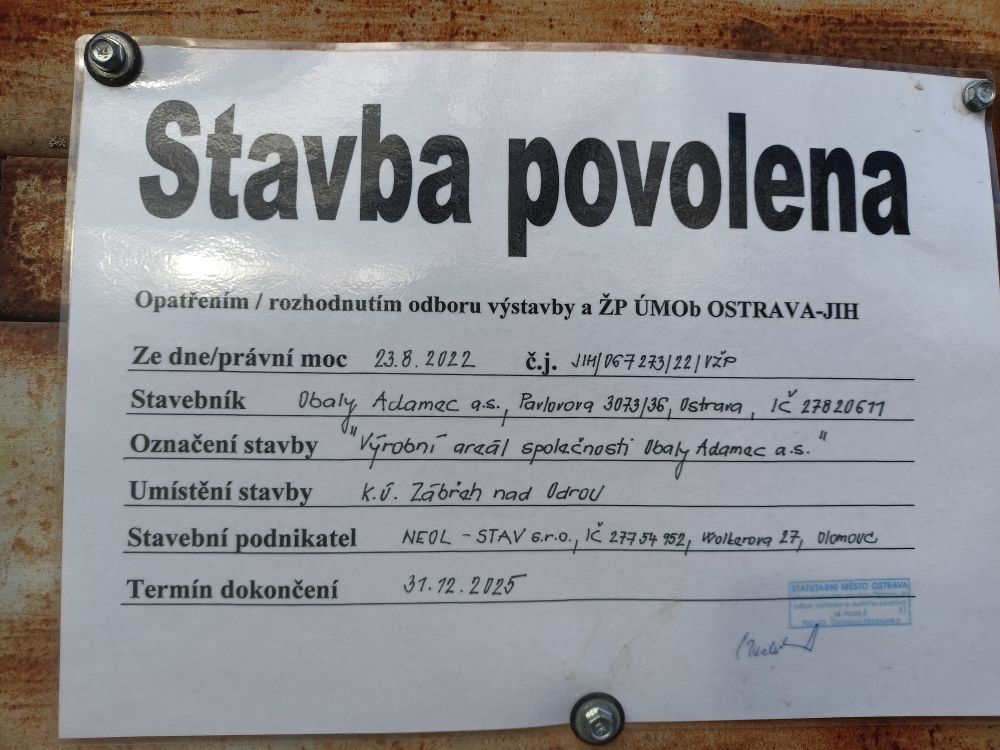 Stavba povolena
Opatřením / rozhodnutím odboru výstavby a ŽP ÚMOb OSTRAVA-JIH
Ze dne/právní moc 23.8.2022 č.j. JIH/067273/22/VŽP
Stavebník Obaly Adamec a.s., Pavlovova 3073/36, Ostrava, IČ 27820611
Označení stavby "Výrobní areál společnosti Obaly Adamec a.s."
Umístění stavby k.ú. Zábřeh nad Odrou
Stavební podnikatel NEOL - STAV s.r.o., IČ 27754952, Wolkerova 27, Olomouc
Termín dokončení 31.12.2025
STATUTÁRNÍ MĚSTO OSTRAVA